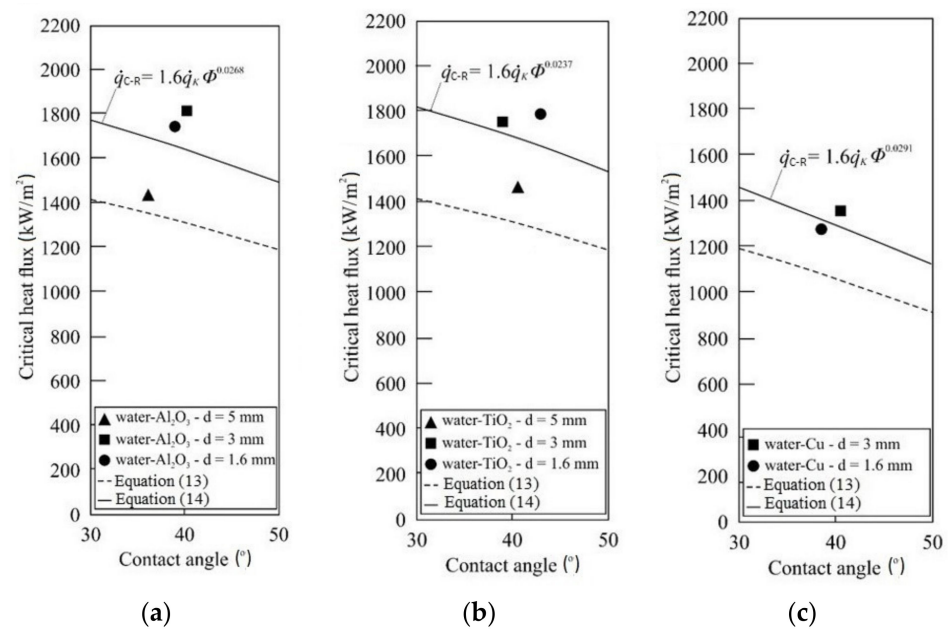 2200
2000
1800
1600
1400
1200
1000
800
600
400
200
0
Critical heat flux (kW/m²)
q̇C-R= 1.6q̇K Φ^0.0268
▲ water-Al₂O₃ - d = 5 mm
■ water-Al₂O₃ - d = 3 mm
● water-Al₂O₃ - d = 1.6 mm
--- Equation (13)
— Equation (14)
30 40 50
Contact angle (°)
(a)
2200
2000
1800
1600
1400
1200
1000
800
600
400
200
0
Critical heat flux (kW/m²)
q̇C-R= 1.6q̇K Φ^0.0237
▲ water-TiO₂ - d = 5 mm
■ water-TiO₂ - d = 3 mm
● water-TiO₂ - d = 1.6 mm
--- Equation (13)
— Equation (14)
30 40 50
Contact angle (°)
(b)
2200
2000
1800
1600
1400
1200
1000
800
600
400
200
0
Critical heat flux (kW/m²)
q̇C-R= 1.6q̇K Φ^0.0291
■ water-Cu - d = 3 mm
● water-Cu - d = 1.6 mm
--- Equation (13)
— Equation (14)
30 40 50
Contact angle (°)
(c)